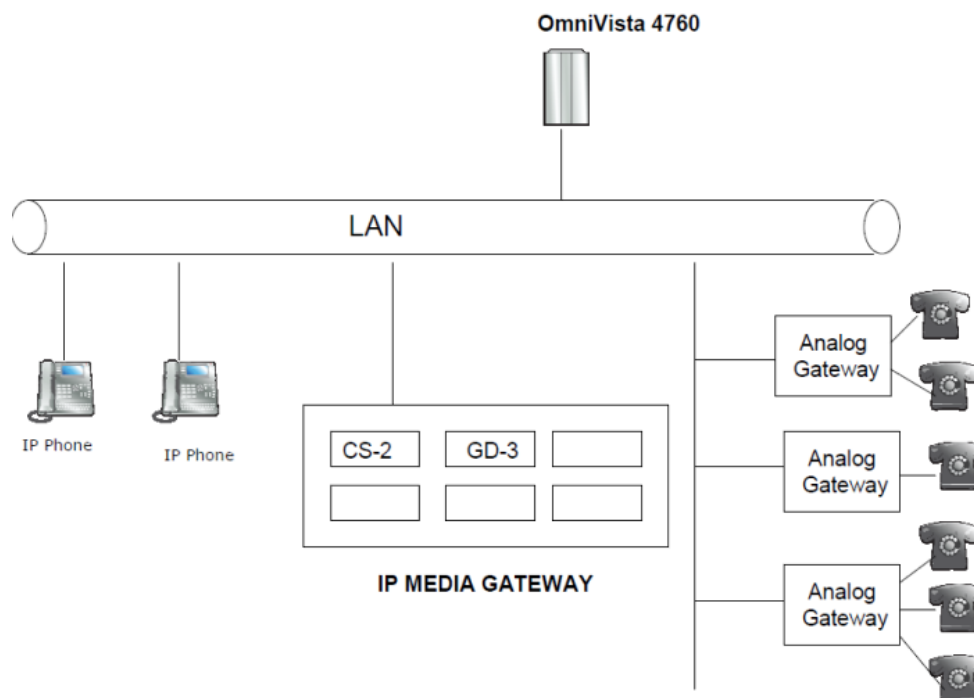 OmniVista 4760
LAN
IP Phone
IP Phone
CS-2
GD-3
IP MEDIA GATEWAY
Analog
Gateway
Analog
Gateway
Analog
Gateway